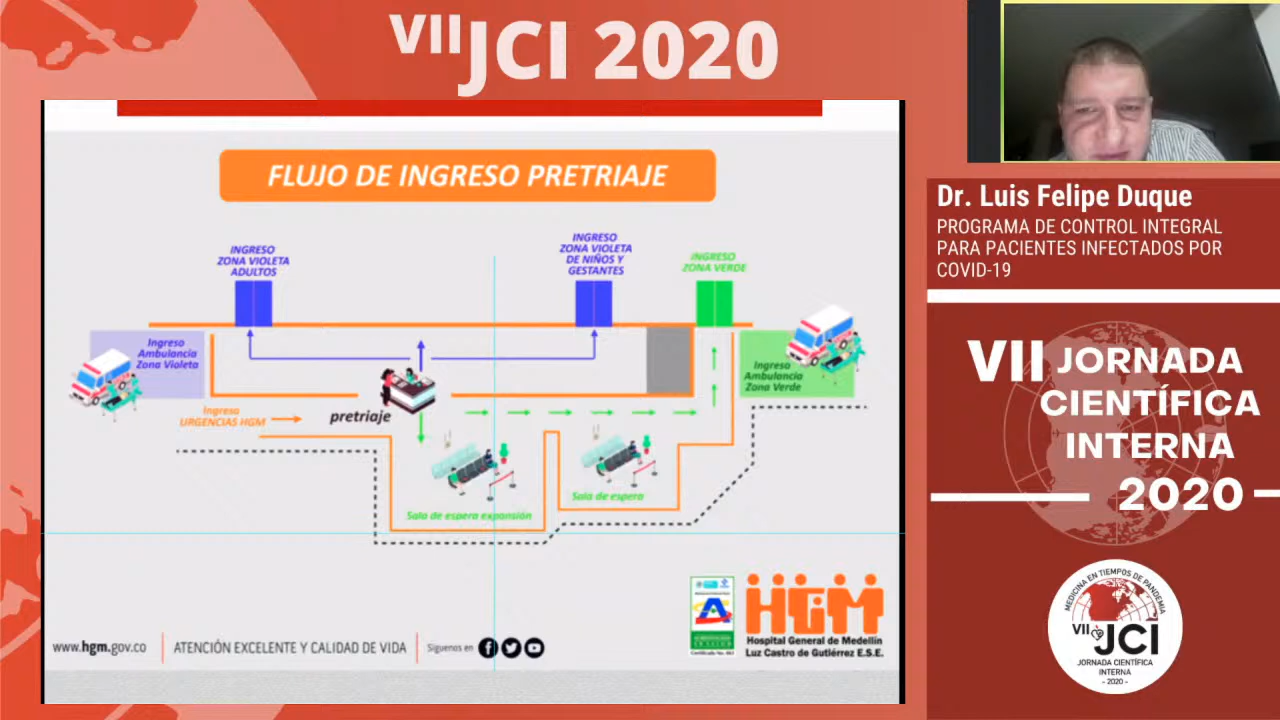 VII JCI 2020
FLUJO DE INGRESO PRETRIAJE
INGRESO
ZONA VIOLETA
ADULTOS
INGRESO
ZONA VIOLETA
DE NIÑOS Y
GESTANTES
INGRESO
ZONA VERDE
Ingreso
Ambulancia
Zona Violeta
Ingreso
Ambulancia
Zona Verde
Ingreso
URGENCIAS HGM
pretriaje
Sala de espera
Sala de espera expansión
HGM
Hospital General de Medellín
Luz Castro de Gutiérrez E.S.E.
www.hgm.gov.co
ATENCIÓN EXCELENTE Y CALIDAD DE VIDA
Síguenos en
Dr. Luis Felipe Duque
PROGRAMA DE CONTROL INTEGRAL
PARA PACIENTES INFECTADOS POR
COVID-19
VII JORNADA
CIENTÍFICA
INTERNA
2020
MEDICINA EN TIEMPOS DE PANDEMIA
VII JCI
JORNADA CIENTÍFICA
INTERNA
- 2020 -